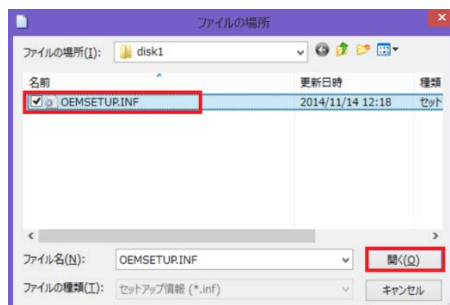 ファイルの場所
ファイルの場所(I): disk1
名前 更新日時 種類
OEMSETUP.INF 2014/11/14 12:18 セット
ファイル名(N): OEMSETUP.INF 開く(O)
ファイルの種類(T): セットアップ情報 (*.inf) キャンセル